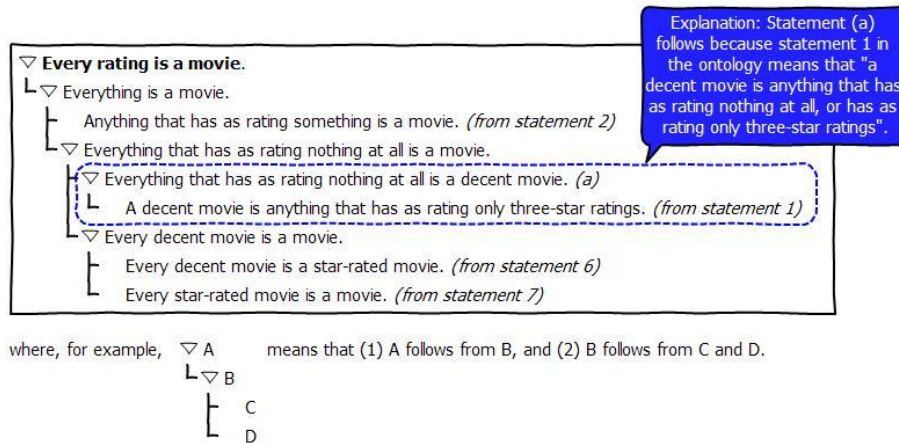 Explanation: Statement (a)
follows because statement 1 in
the ontology means that "a
decent movie is anything that has
as rating nothing at all, or has as
rating only three-star ratings".
Every rating is a movie.
Everything is a movie.
Anything that has as rating something is a movie. (from statement 2)
Everything that has as rating nothing at all is a movie.
Everything that has as rating nothing at all is a decent movie. (a)
A decent movie is anything that has as rating only three-star ratings. (from statement 1)
Every decent movie is a movie.
Every decent movie is a star-rated movie. (from statement 6)
Every star-rated movie is a movie. (from statement 7)
where, for example, A means that (1) A follows from B, and (2) B follows from C and D.
B
C
D